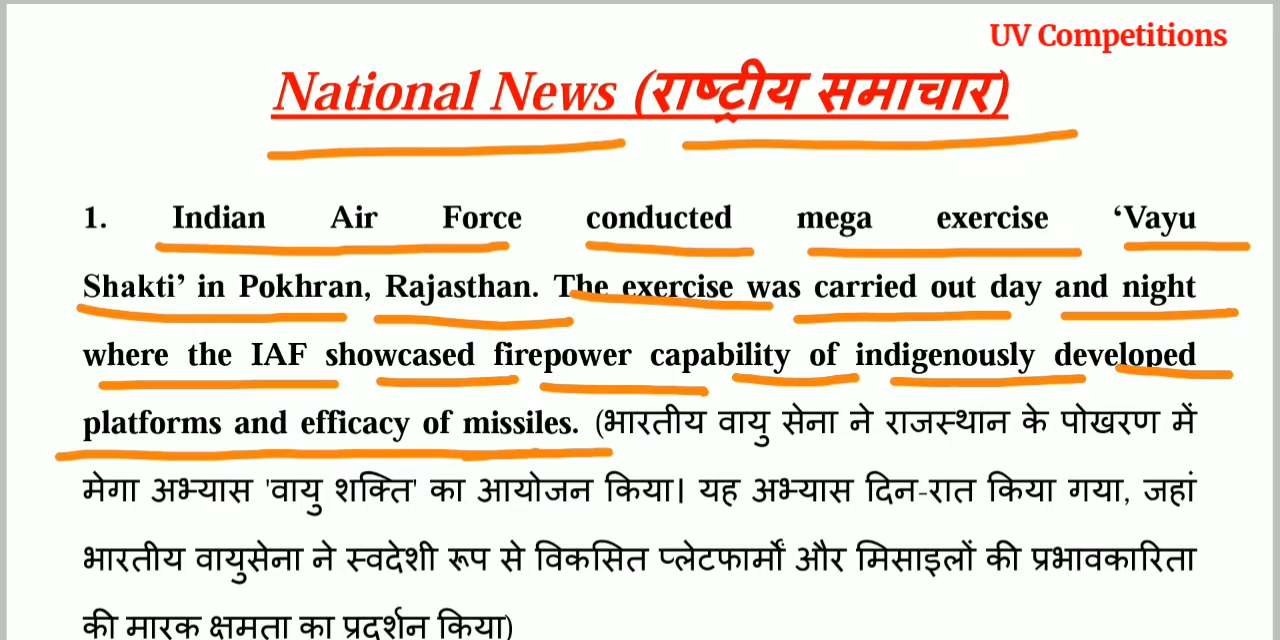 UV Competitions
National News (राष्ट्रीय समाचार)
1. Indian Air Force conducted mega exercise ‘Vayu
Shakti’ in Pokhran, Rajasthan. The exercise was carried out day and night
where the IAF showcased firepower capability of indigenously developed
platforms and efficacy of missiles. (भारतीय वायु सेना ने राजस्थान के पोखरण में
मेगा अभ्यास 'वायु शक्ति' का आयोजन किया। यह अभ्यास दिन-रात किया गया, जहां
भारतीय वायुसेना ने स्वदेशी रूप से विकसित प्लेटफार्मों और मिसाइलों की प्रभावकारिता
की मारक क्षमता का प्रदर्शन किया)